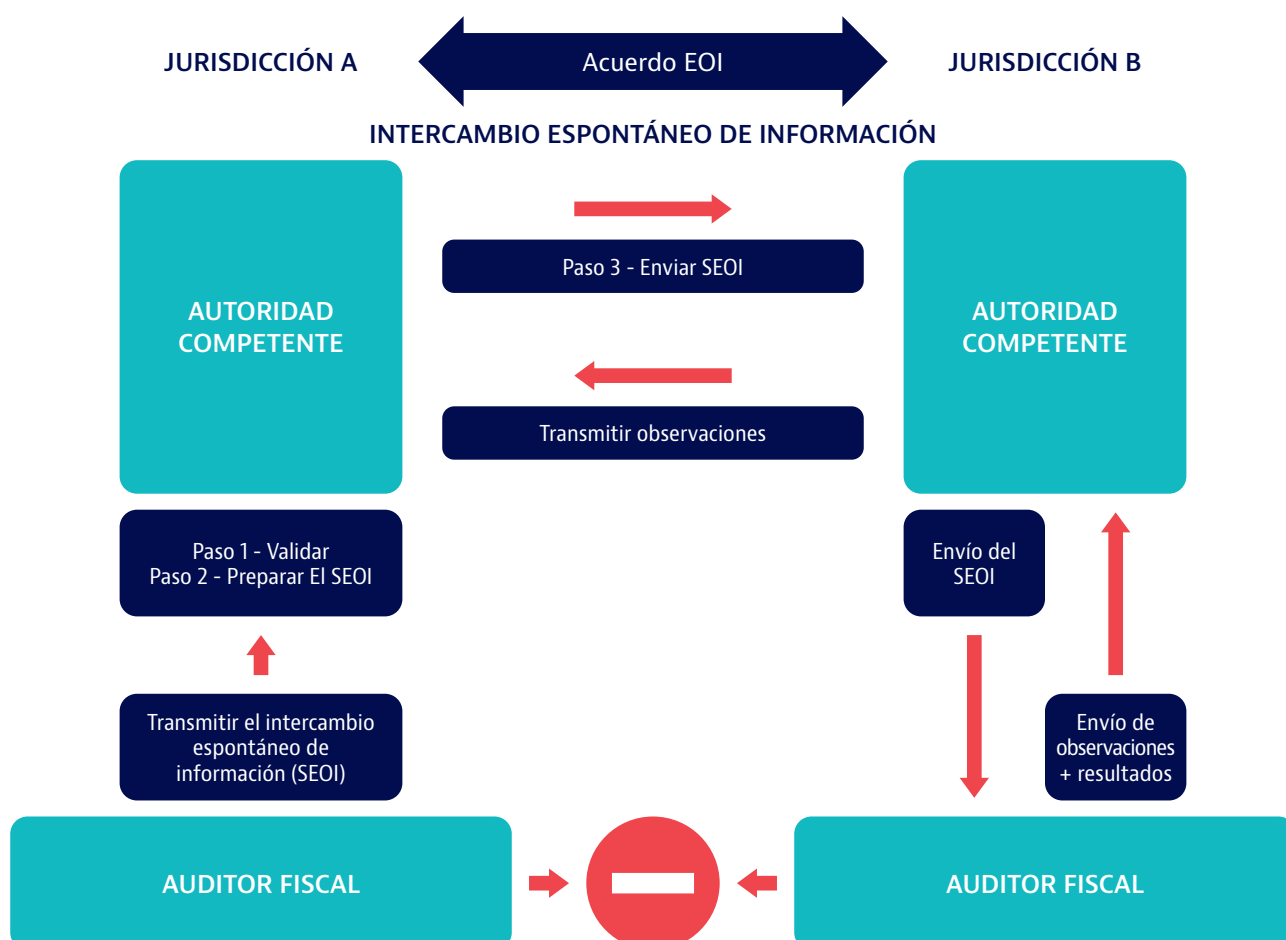 JURISDICCIÓN A
Acuerdo EOI
JURISDICCIÓN B
INTERCAMBIO ESPONTÁNEO DE INFORMACIÓN
AUTORIDAD
COMPETENTE
Paso 3 - Enviar SEOI
Transmitir observaciones
AUTORIDAD
COMPETENTE
Paso 1 - Validar
Paso 2 - Preparar El SEOI
Envío del
SEOI
Transmitir el intercambio
espontáneo de
información (SEOI)
Envío de
observaciones
+ resultados
AUDITOR FISCAL
AUDITOR FISCAL